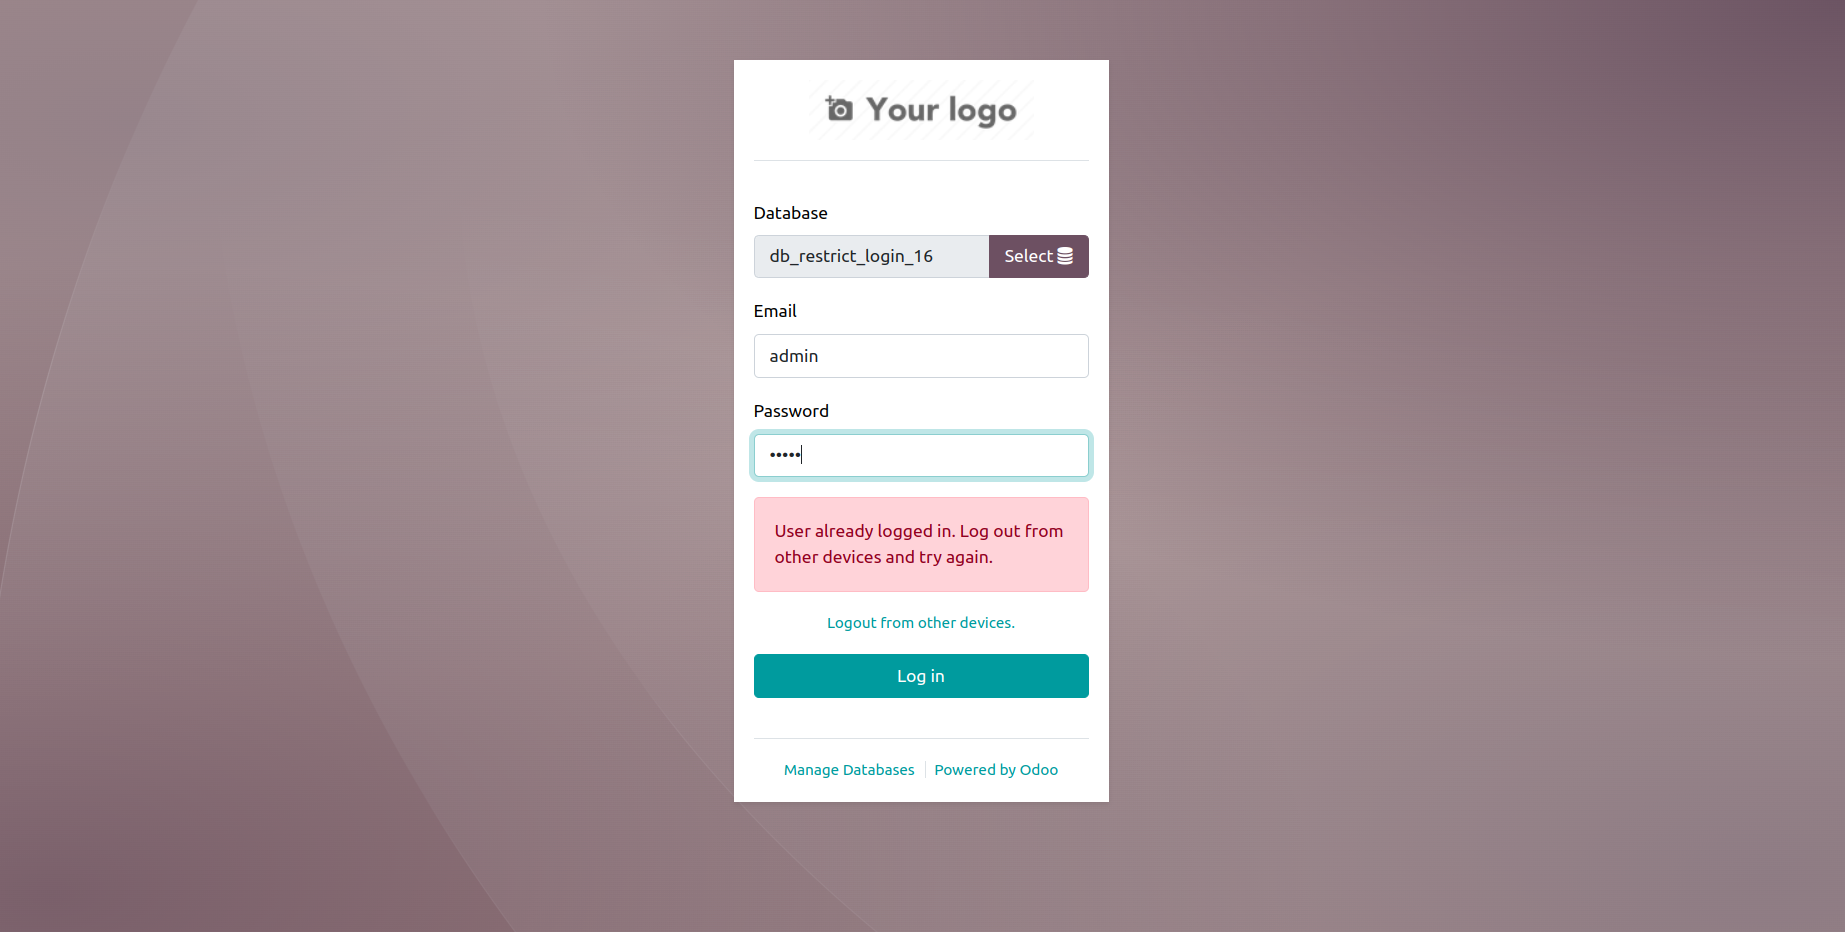 Your logo
Database
db_restrict_login_16
Select
Email
admin
Password
•••••
User already logged in. Log out from
other devices and try again.
Logout from other devices.
Log in
Manage Databases
Powered by Odoo